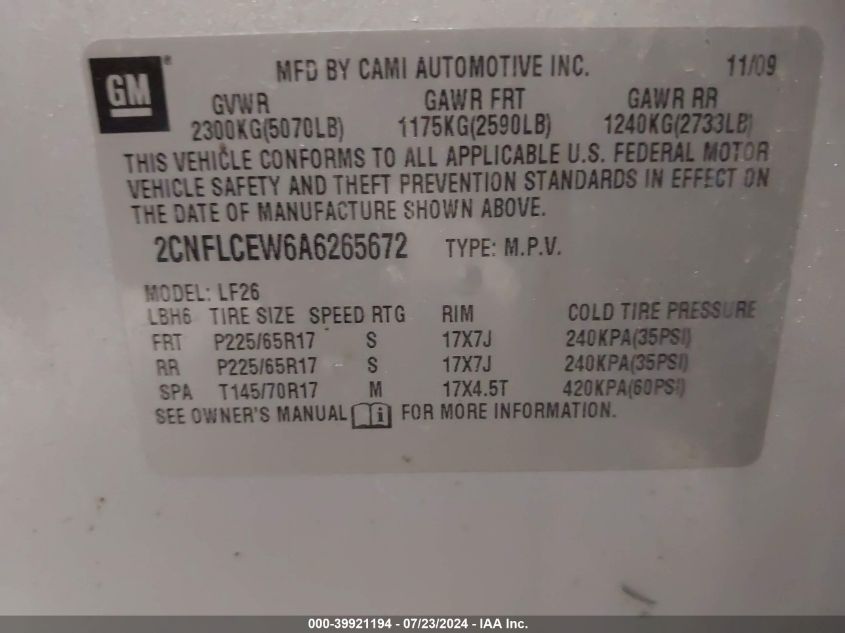 GM ® MFD BY CAMI AUTOMOTIVE INC. 11/09
GVWR GAWR FRT GAWR RR
2300KG(5070LB) 1175KG(2590LB) 1240KG(2733LB)
THIS VEHICLE CONFORMS TO ALL APPLICABLE U.S. FEDERAL MOTOR
VEHICLE SAFETY AND THEFT PREVENTION STANDARDS IN EFFECT ON
THE DATE OF MANUFACTURE SHOWN ABOVE.
2CNFLCEW6A6265672 TYPE: M.P.V.
MODEL: LF26
LBH6 TIRE SIZE SPEED RTG RIM COLD TIRE PRESSURE
FRT P225/65R17 S 17X7J 240KPA(35PSI)
RR P225/65R17 S 17X7J 240KPA(35PSI)
SPA T145/70R17 M 17X4.5T 420KPA(60PSI)
SEE OWNER'S MANUAL FOR MORE INFORMATION.
000-39921194 - 07/23/2024 - IAA Inc.